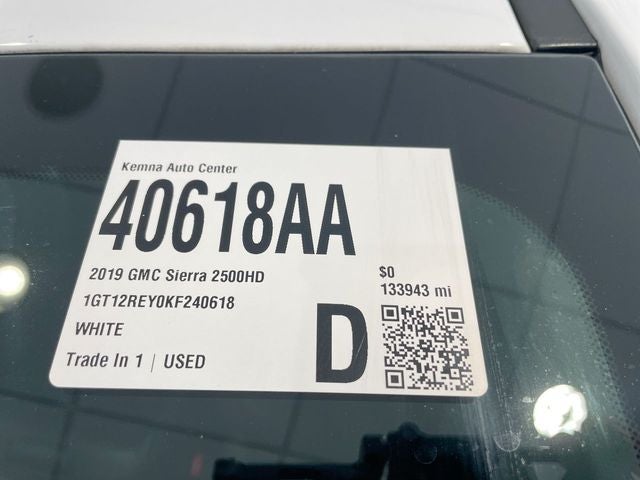 Kemna Auto Center
40618AA
2019 GMC Sierra 2500HD
$0
1GT12REY0KF240618
133943 mi
WHITE
Trade In 1 | USED
D